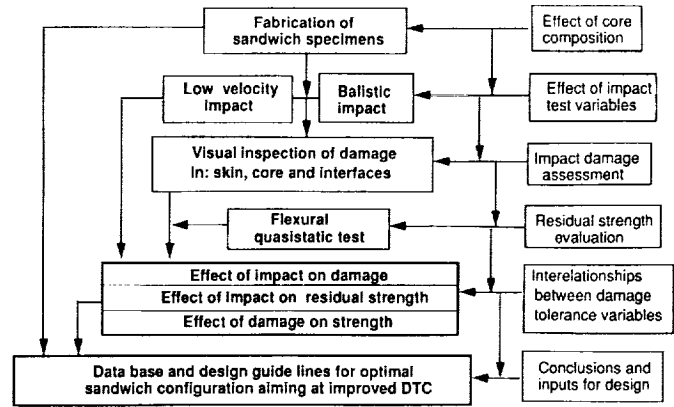 Fabrication of
sandwich specimens
Effect of core
composition
Low velocity
impact
Balistic
impact
Effect of impact
test variables
Visual inspection of damage
In: skin, core and interfaces
Impact damage
assessment
Flexural
quasistatic test
Residual strength
evaluation
Effect of impact on damage
Effect of impact on residual strength
Effect of damage on strength
Interelationships
between damage
tolerance variables
Data base and design guide lines for optimal
sandwich configuration aiming at improved DTC
Conclusions and
inputs for design